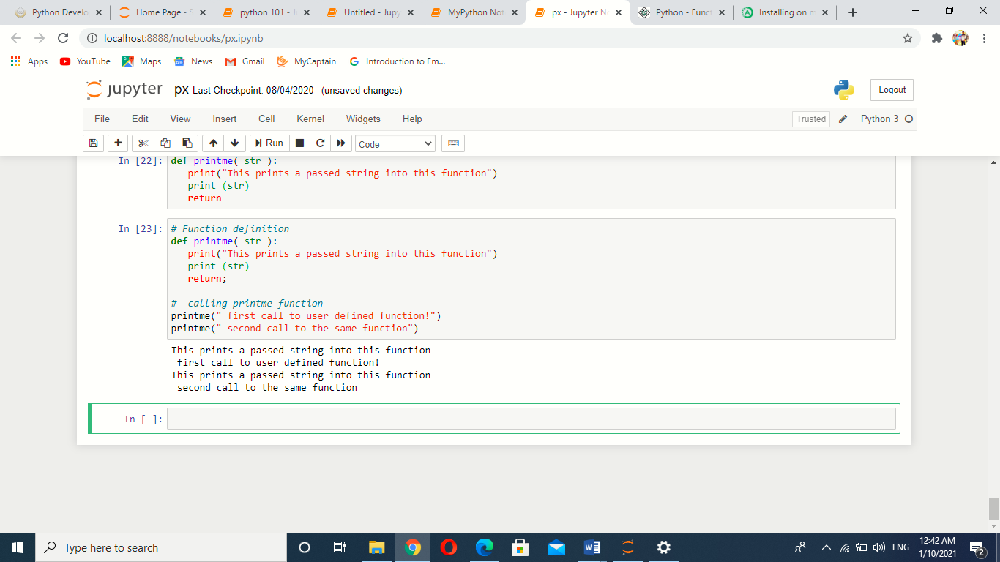 Python Develo
Home Page - S
python 101 - J
Untitled - Jupy
MyPython Not
px - Jupyter No
Python - Funct
Installing on m
localhost:8888/notebooks/px.ipynb
Apps YouTube Maps News Gmail MyCaptain Introduction to Em...
jupyter px Last Checkpoint: 08/04/2020 (unsaved changes)
Logout
File Edit View Insert Cell Kernel Widgets Help
Trusted Python 3
Run Code
In [22]: def printme( str ):
   print("This prints a passed string into this function")
   print (str)
   return
In [23]: # Function definition
def printme( str ):
   print("This prints a passed string into this function")
   print (str)
   return;
#  calling printme function
printme(" first call to user defined function!")
printme(" second call to the same function")
This prints a passed string into this function
 first call to user defined function!
This prints a passed string into this function
 second call to the same function
In [ ]:
Type here to search
ENG
12:42 AM
1/10/2021
2